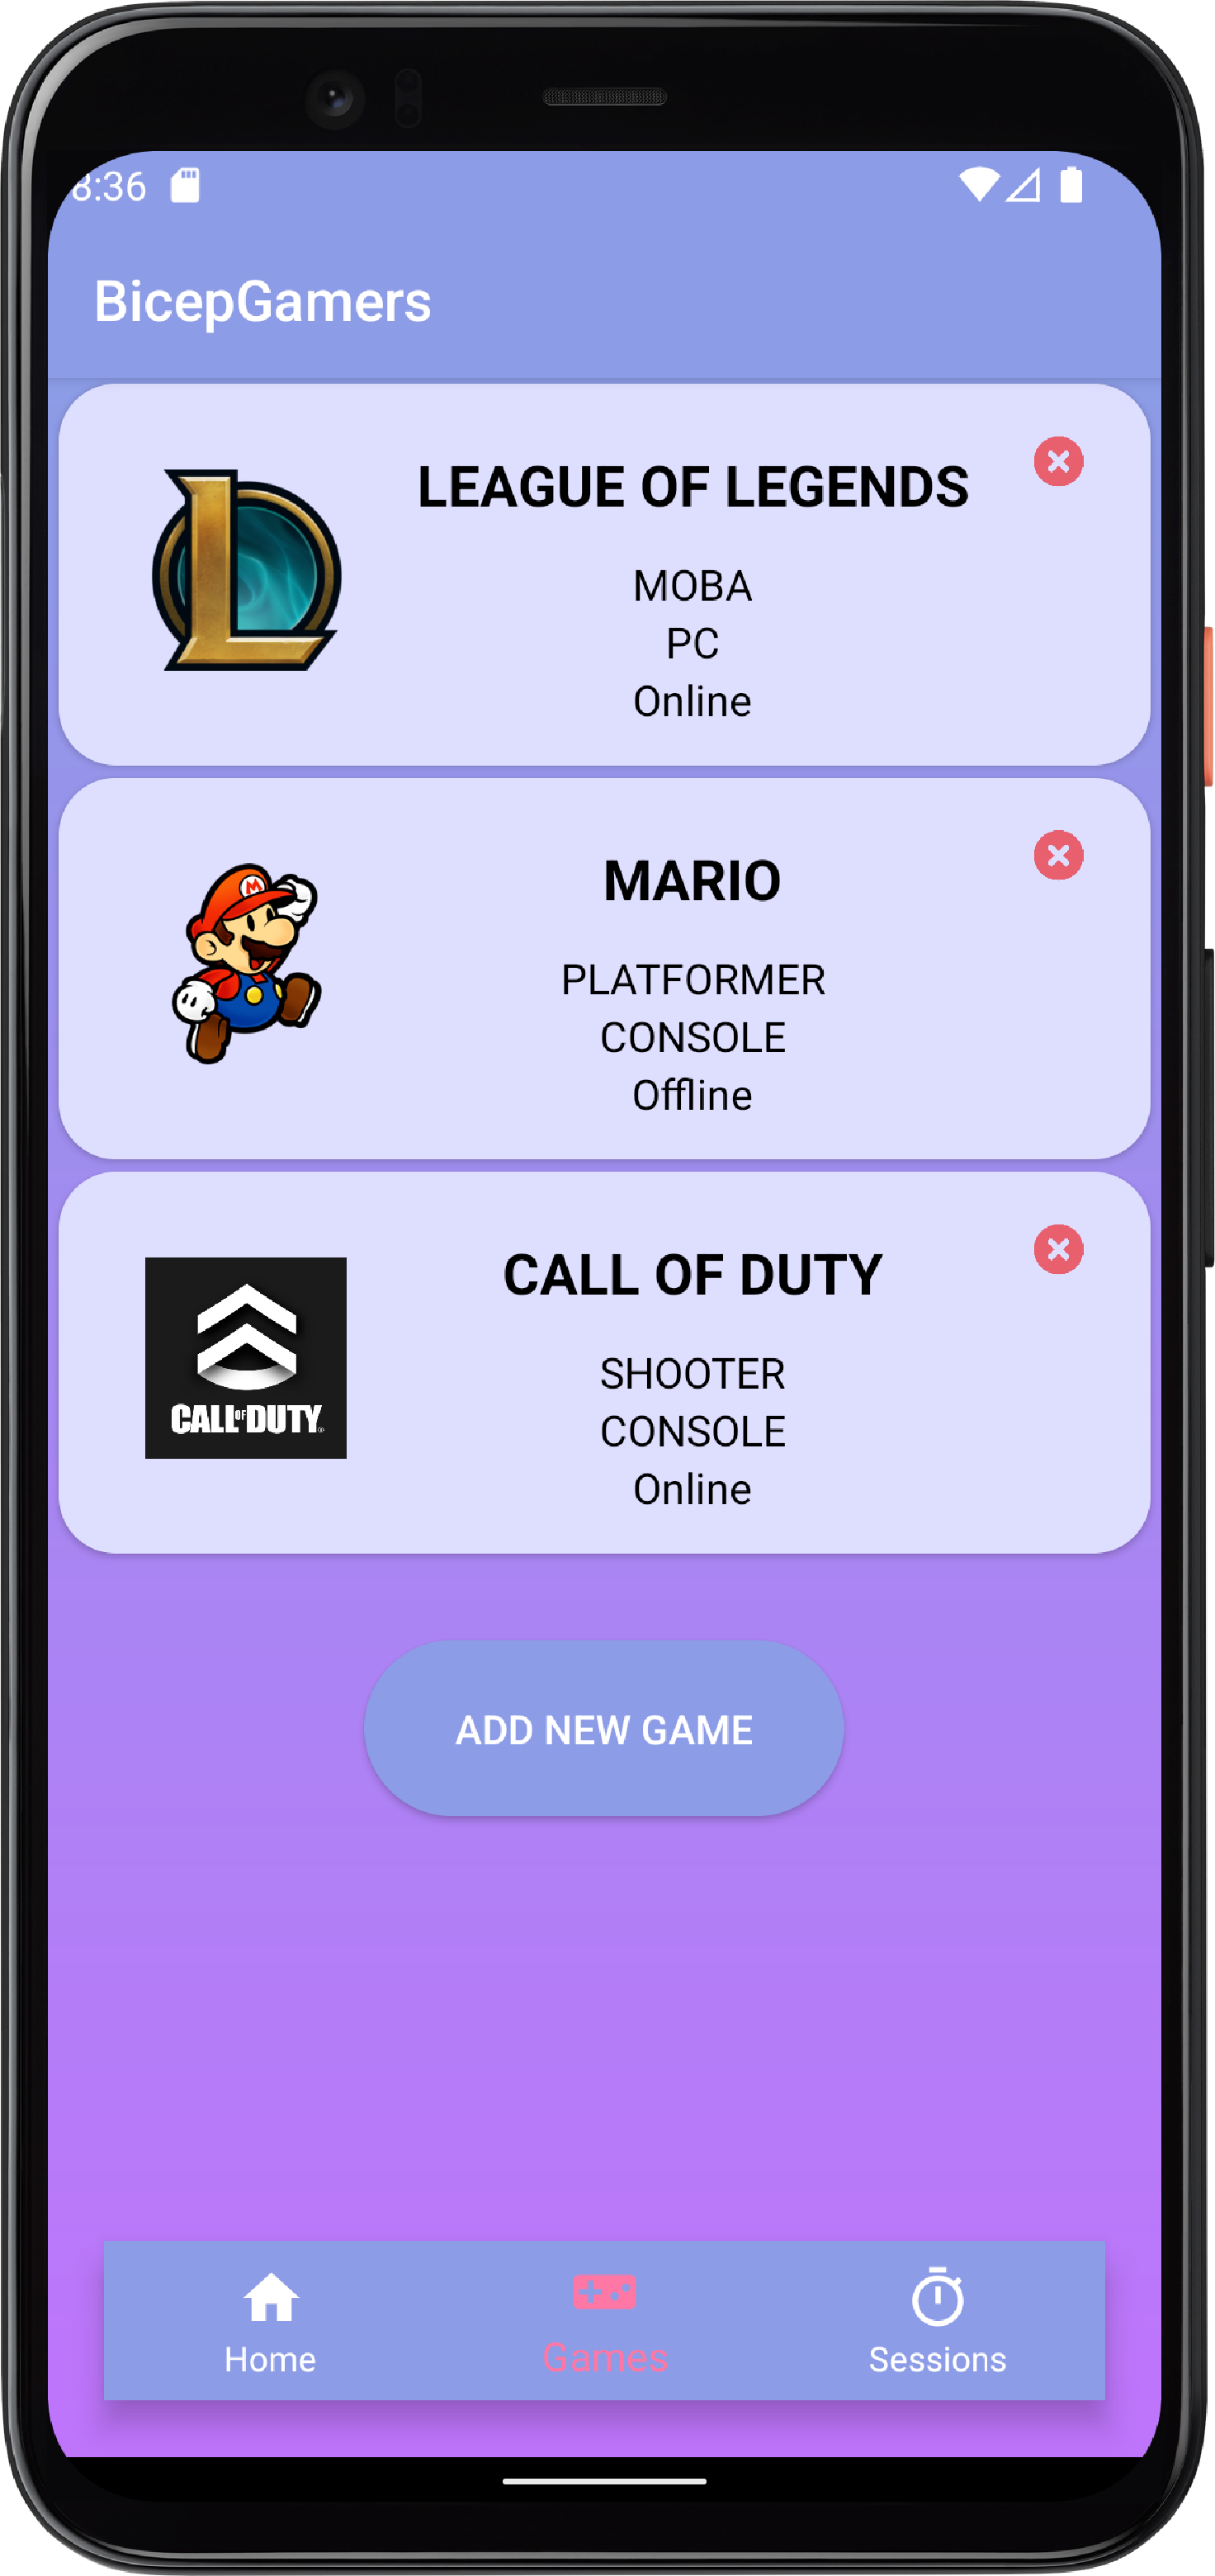 8:36
BicepGamers
LEAGUE OF LEGENDS
MOBA
PC
Online
M
MARIO
PLATFORMER
CONSOLE
Offline
CALL OF DUTY
CALL OF DUTY
SHOOTER
CONSOLE
Online
ADD NEW GAME
Home
Games
Sessions